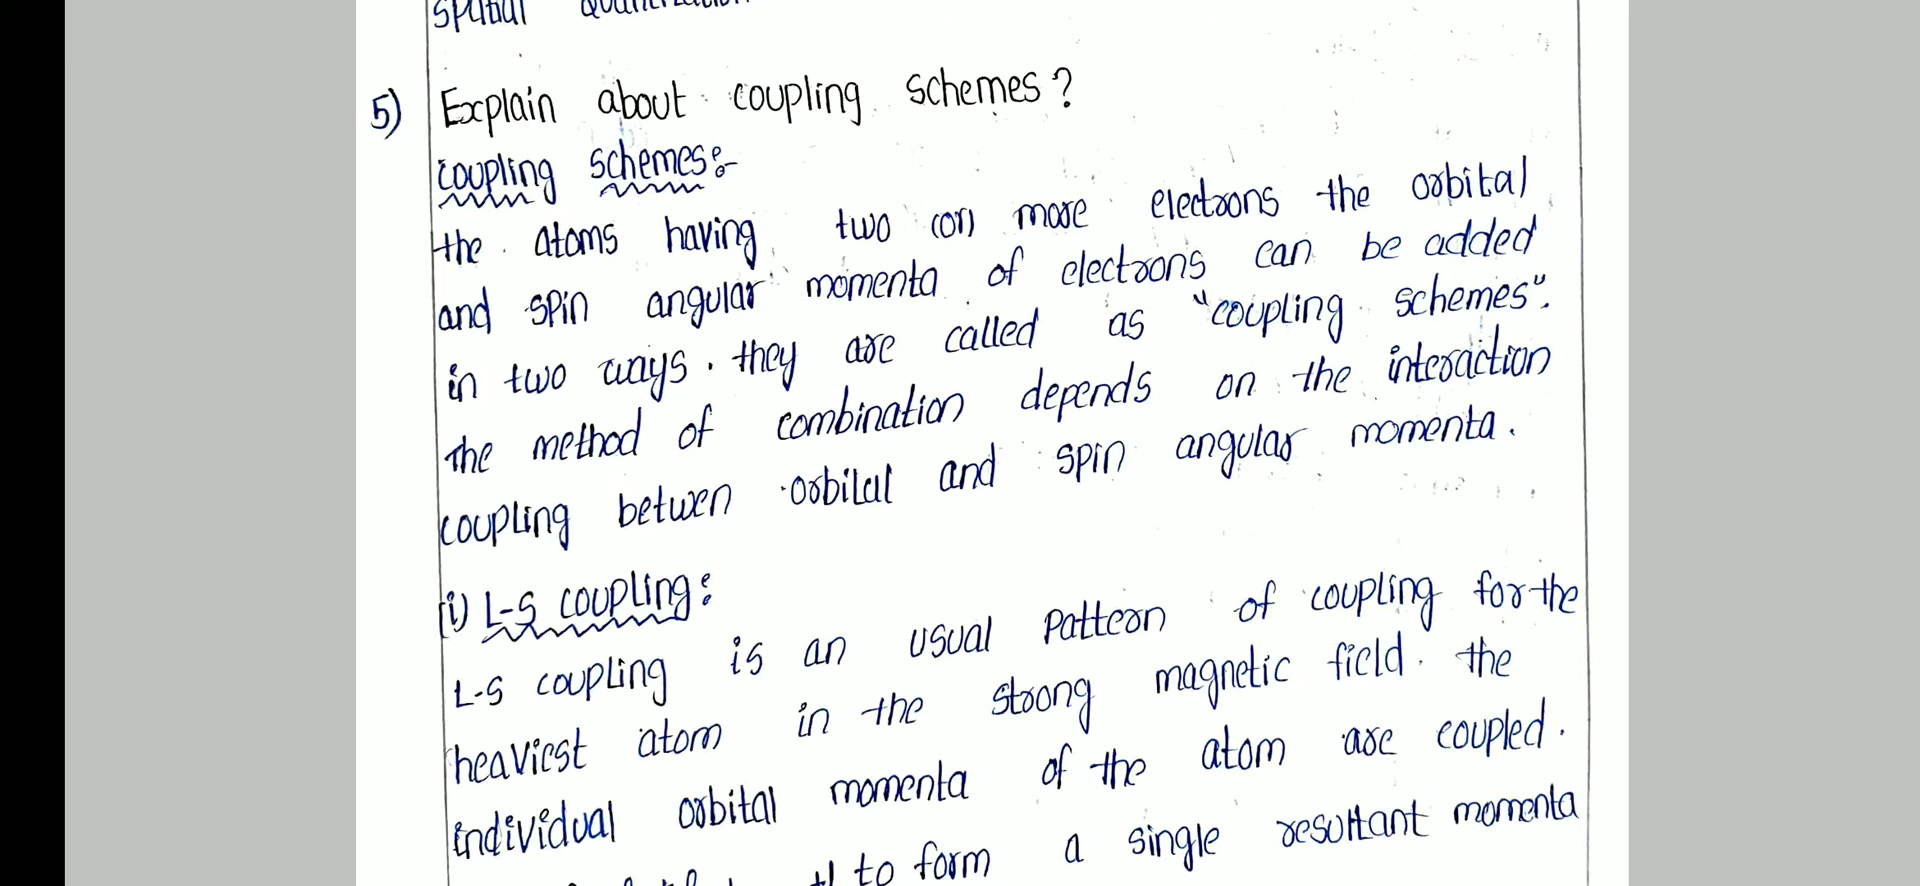 Spatial
5) Explain about coupling schemes?
coupling schemes:-
the atoms having two (or) more electrons the orbital
and spin angular momenta of electrons can be added
in two ways. they are called as "coupling schemes".
The method of combination depends on the interaction
coupling betwen orbital and spin angular momenta.
(i) L-S coupling:
L-S coupling is an usual Pattern of coupling for the
heaviest atom in the strong magnetic field. the
individual orbital momenta of the atom are coupled.
to form a single resultant momenta